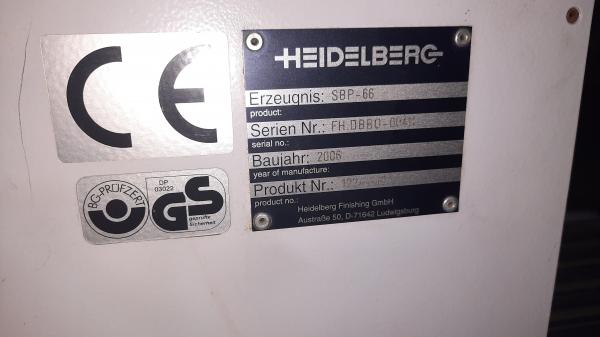 CE
BG-PRÜFZERT
DP
03022
GS
geprüfte
Sicherheit
HEIDELBERG
Erzeugnis: SBP-66
product:
Serien Nr.:
serial no.:
Baujahr: 2006
year of manufacture:
Produkt Nr.:
product no.:
Heidelberg Finishing GmbH
Austraße 50, D-71642 Ludwigsburg